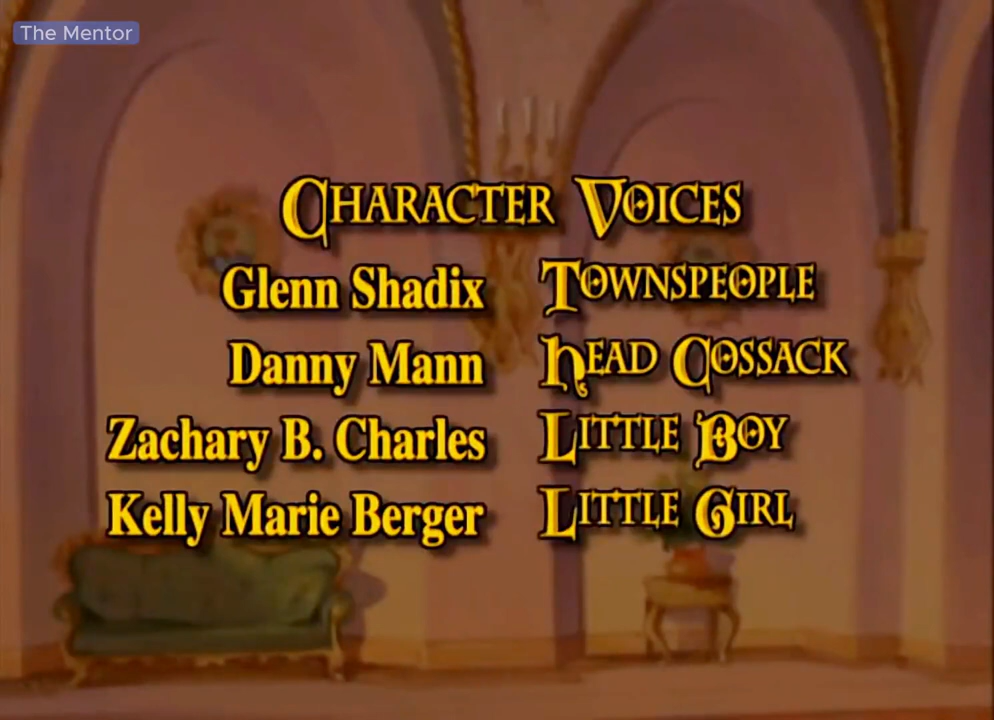 The Mentor
Character Voices
Glenn Shadix Townspeople
Danny Mann Head Cossack
Zachary B. Charles Little Boy
Kelly Marie Berger Little Girl